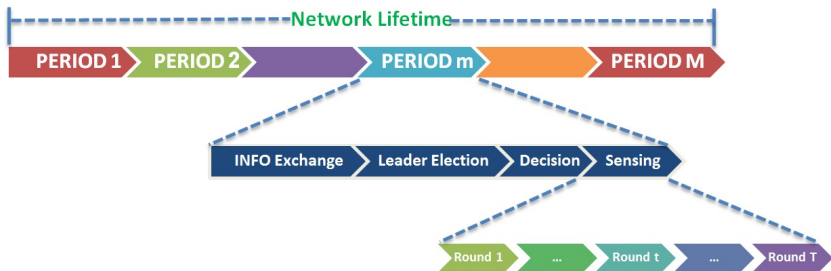 Network Lifetime
PERIOD 1 PERIOD 2 PERIOD m PERIOD M
INFO Exchange Leader Election Decision Sensing
Round 1 ... Round t ... Round T